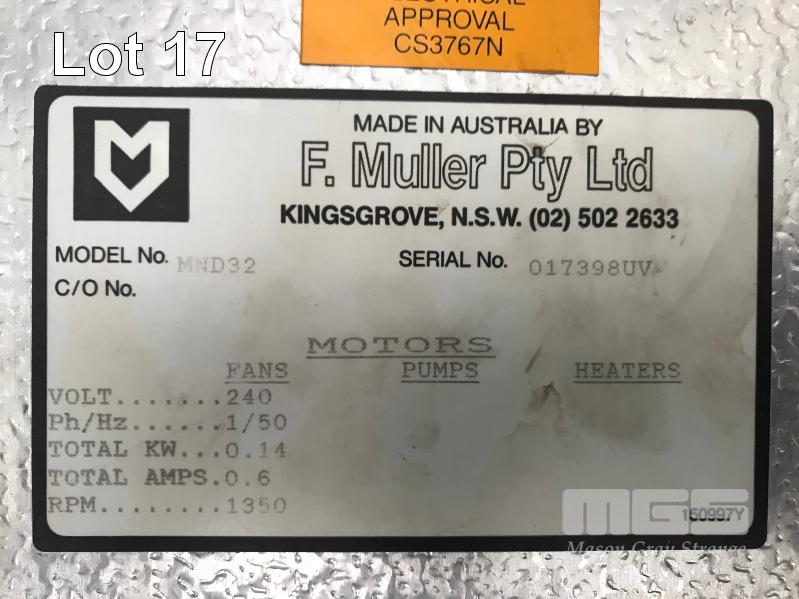 ELECTRICAL
APPROVAL
CS3767N
Lot 17
MADE IN AUSTRALIA BY
F. Muller Pty Ltd
KINGSGROVE, N.S.W. (02) 502 2633
MODEL No. MND32 SERIAL No. 017398UV
C/O No.
MOTORS
FANS PUMPS HEATERS
VOLT.......240
Ph/Hz......1/50
TOTAL KW...0.14
TOTAL AMPS.0.6
RPM........1350
MGS
150997Y
Mason Gray Strange